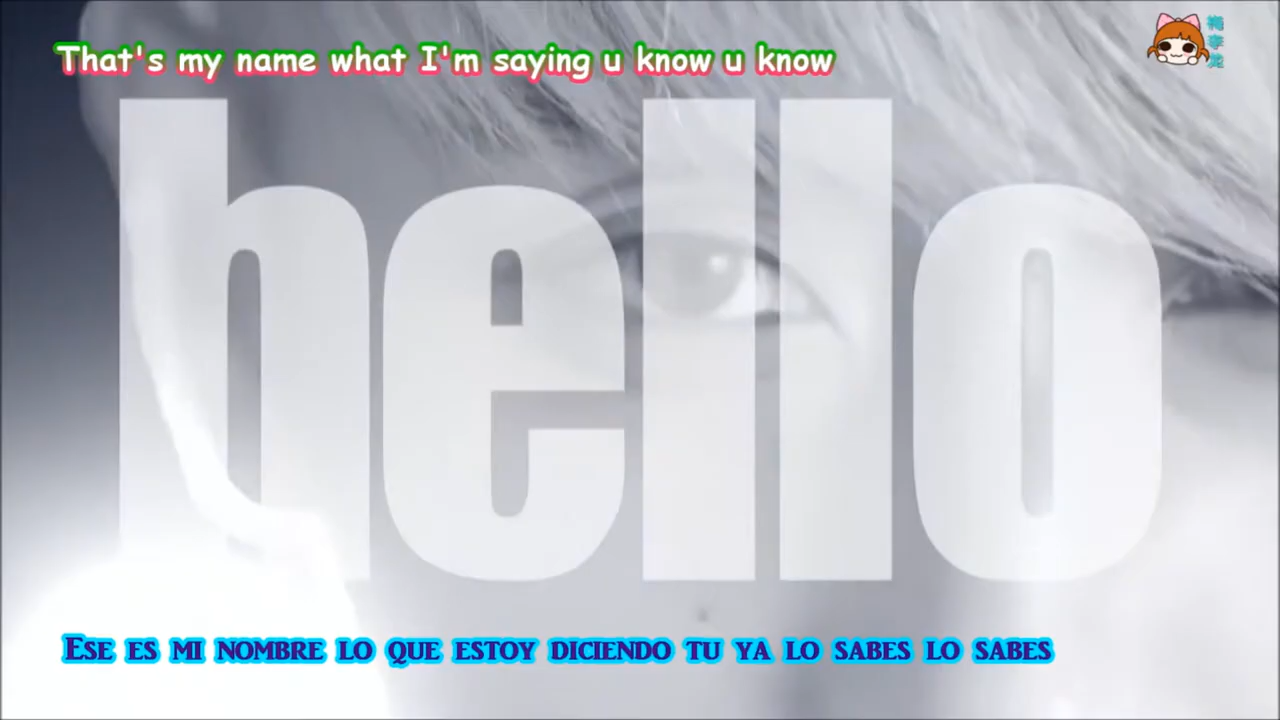 That's my name what I'm saying u know u know
hello
Ese es mi nombre lo que estoy diciendo tu ya lo sabes lo sabes